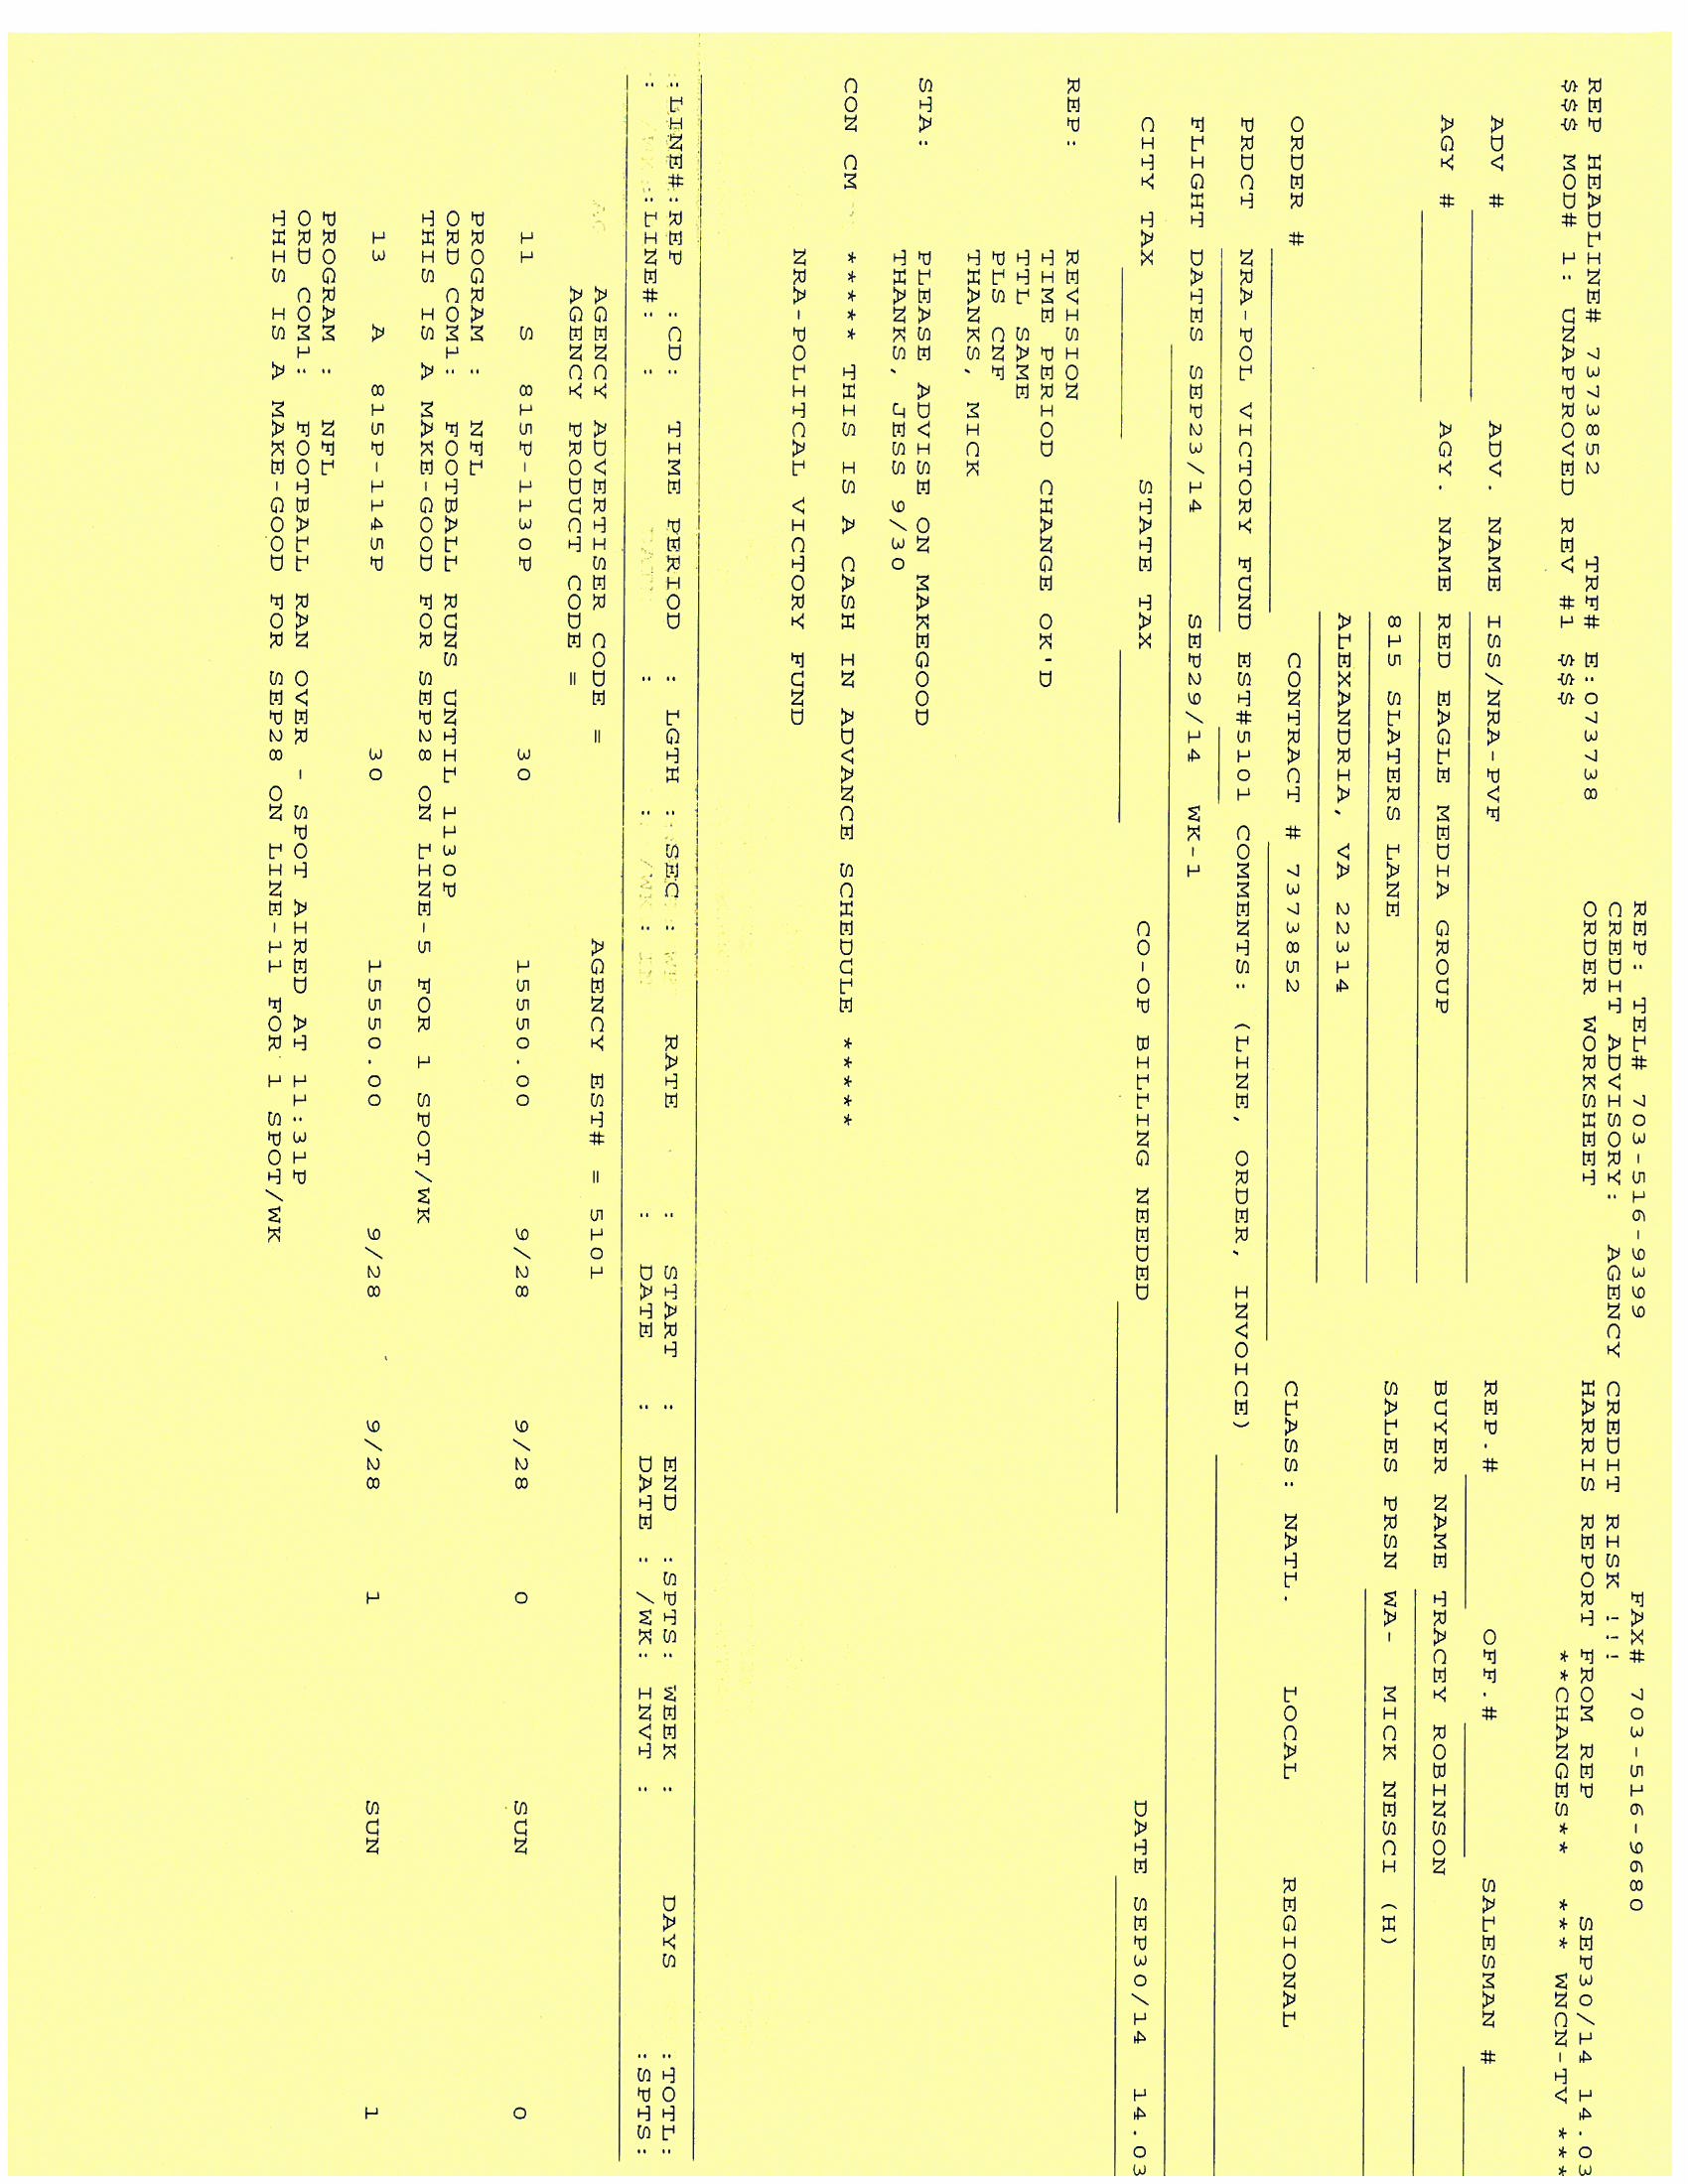 REP: TEL# 703-516-9399 FAX# 703-516-9680
CREDIT ADVISORY: AGENCY CREDIT RISK !!!
REP HEADLINE# 7373852 TRF# E:073738 ORDER WORKSHEET HARRIS REPORT FROM REP SEP30/14 14.03
$$$ MOD# 1: UNAPPROVED REV #1 $$$ **CHANGES** *** WNCN-TV ***
ADV # ADV. NAME ISS/NRA-PVF REP.# OFF.# SALESMAN #
AGY # AGY. NAME RED EAGLE MEDIA GROUP BUYER NAME TRACEY ROBINSON
815 SLATERS LANE SALES PRSN WA- MICK NESCI (H)
ALEXANDRIA, VA 22314
ORDER # CONTRACT # 7373852 CLASS: NATL. LOCAL REGIONAL
PRDCT NRA-POL VICTORY FUND EST#5101 COMMENTS: (LINE, ORDER, INVOICE)
FLIGHT DATES SEP23/14 SEP29/14 WK-1
CITY TAX STATE TAX CO-OP BILLING NEEDED DATE SEP30/14 14.03
REP: REVISION
TIME PERIOD CHANGE OK'D
TTL SAME
PLS CNF
THANKS, MICK
STA: PLEASE ADVISE ON MAKEGOOD
THANKS, JESS 9/30
CON CM ***** THIS IS A CASH IN ADVANCE SCHEDULE *****
NRA-POLITCAL VICTORY FUND
:LINE#:REP :CD: TIME PERIOD : LGTH : SEC : RATE : START : END :SPTS: WEEK : DAYS :TOTL:
: :LINE#: : : : : : DATE : DATE : /WK: INVT : :SPTS:
AGENCY ADVERTISER CODE = AGENCY EST# = 5101
AGENCY PRODUCT CODE =
11 S 815P-1130P 30 1550.00 9/28 9/28 0 SUN 0
PROGRAM : NFL
ORD COM1: FOOTBALL RUNS UNTIL 1130P
THIS IS A MAKE-GOOD FOR SEP28 ON LINE-5 FOR 1 SPOT/WK
13 A 815P-1145P 30 1550.00 9/28 9/28 1 SUN 1
PROGRAM : NFL
ORD COM1: FOOTBALL RAN OVER - SPOT AIRED AT 11:31P
THIS IS A MAKE-GOOD FOR SEP28 ON LINE-11 FOR 1 SPOT/WK